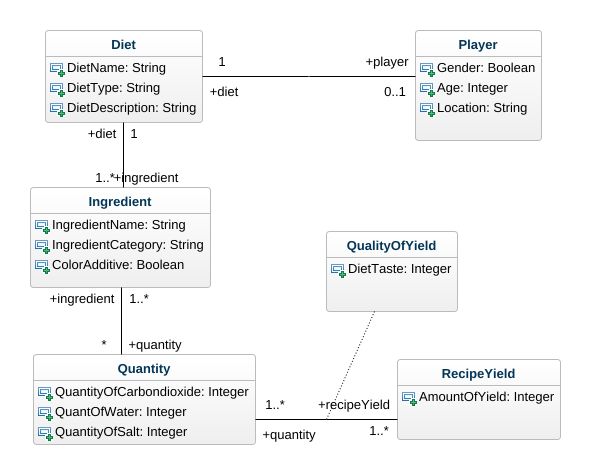 Diet
DietName: String
DietType: String
DietDescription: String
1
+diet
+player
0..1
Player
Gender: Boolean
Age: Integer
Location: String
+diet
1
1..*
+ingredient
Ingredient
IngredientName: String
IngredientCategory: String
ColorAdditive: Boolean
QualityOfYield
DietTaste: Integer
+ingredient
1..*
*
+quantity
Quantity
QuantityOfCarbondioxide: Integer
QuantOfWater: Integer
QuantityOfSalt: Integer
1..*
+quantity
+recipeYield
1..*
RecipeYield
AmountOfYield: Integer